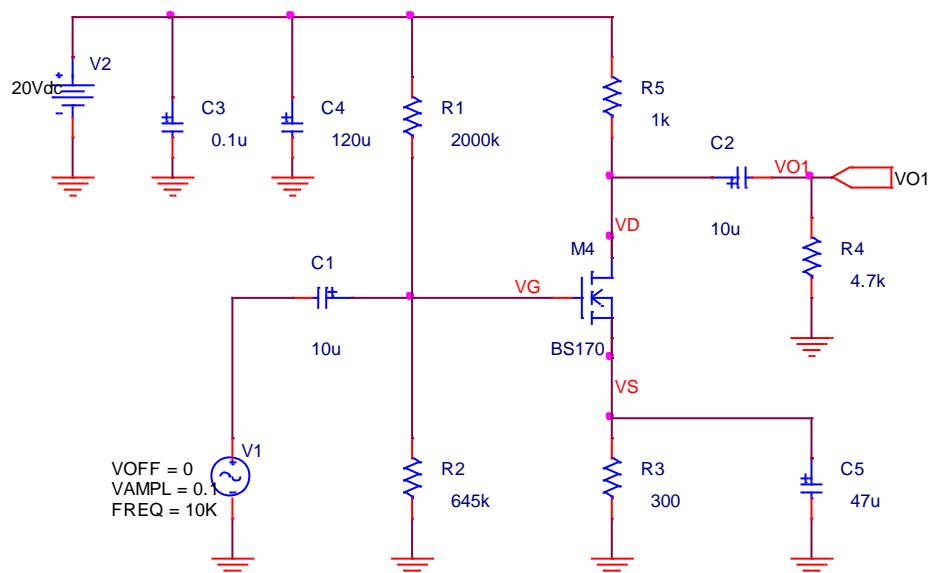 V2
20Vdc
C3
0.1u
C4
120u
R1
2000k
R5
1k
C2
10u
VO1
VO1
VD
M4
BS170
R4
4.7k
C1
10u
VG
VS
V1
VOFF = 0
VAMPL = 0.1
FREQ = 10K
R2
645k
R3
300
C5
47u